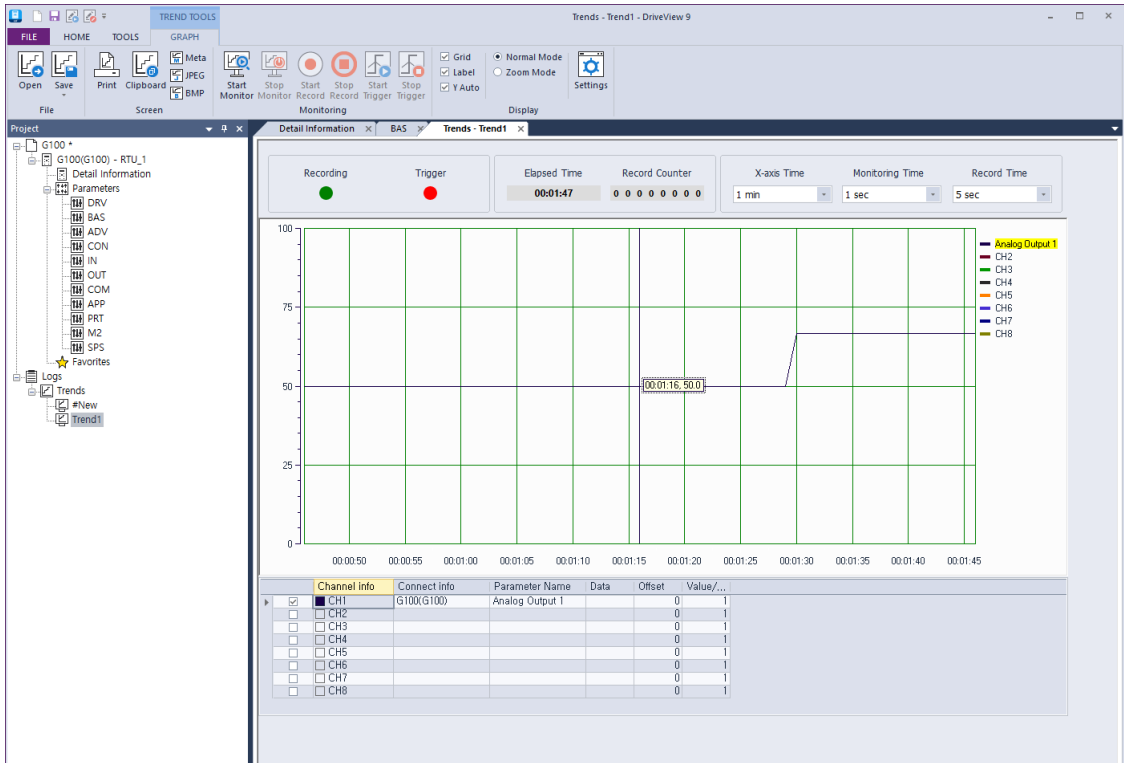 TREND TOOLS
Trends - Trend1 - DriveView 9
FILE HOME TOOLS GRAPH
Open Save
File
Print Clipboard
Meta
JPEG
BMP
Screen
Start Monitor
Stop Monitor
Start Record
Stop Record
Start Trigger
Stop Trigger
Monitoring
Grid
Label
Y Auto
Normal Mode
Zoom Mode
Display
Settings
Project
G100 *
G100(G100) - RTU_1
Detail Information
Parameters
DRV
BAS
ADV
CON
IN
OUT
COM
APP
PRT
M2
SPS
Favorites
Logs
Trends
#New
Trend1
Detail Information BAS Trends - Trend1
Recording Trigger
Elapsed Time Record Counter
00:01:47 0 0 0 0 0 0 0 0
X-axis Time Monitoring Time Record Time
1 min 1 sec 5 sec
100
75
50
25
0
00:01:16, 50.0
00:00:50 00:00:55 00:01:00 00:01:05 00:01:10 00:01:15 00:01:20 00:01:25 00:01:30 00:01:35 00:01:40 00:01:45
Analog Output 1
CH2
CH3
CH4
CH5
CH6
CH7
CH8
Channel info Connect info Parameter Name Data Offset Value/...
CH1 G100(G100) Analog Output 1 0 1
CH2 0 1
CH3 0 1
CH4 0 1
CH5 0 1
CH6 0 1
CH7 0 1
CH8 0 1